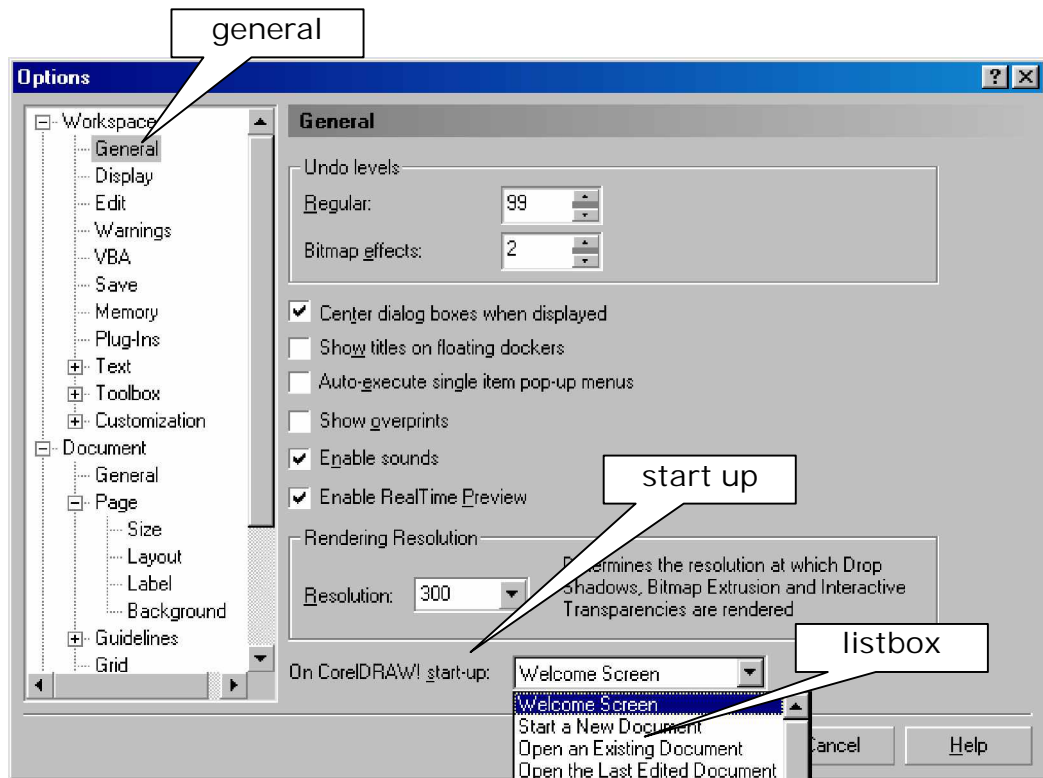 general
Options
Workspace
General
Display
Edit
Warnings
VBA
Save
Memory
Plug-Ins
Text
Toolbox
Customization
Document
General
Page
Size
Layout
Label
Background
Guidelines
Grid
General
Undo levels
Regular: 99
Bitmap effects: 2
Center dialog boxes when displayed
Show titles on floating dockers
Auto-execute single item pop-up menus
Show overprints
Enable sounds
Enable RealTime Preview
start up
Rendering Resolution
Resolution: 300
Determines the resolution at which Drop
Shadows, Bitmap Extrusion and Interactive
Transparencies are rendered
listbox
On CorelDRAW! start-up: Welcome Screen
Welcome Screen
Start a New Document
Open an Existing Document
Open the Last Edited Document
Cancel
Help